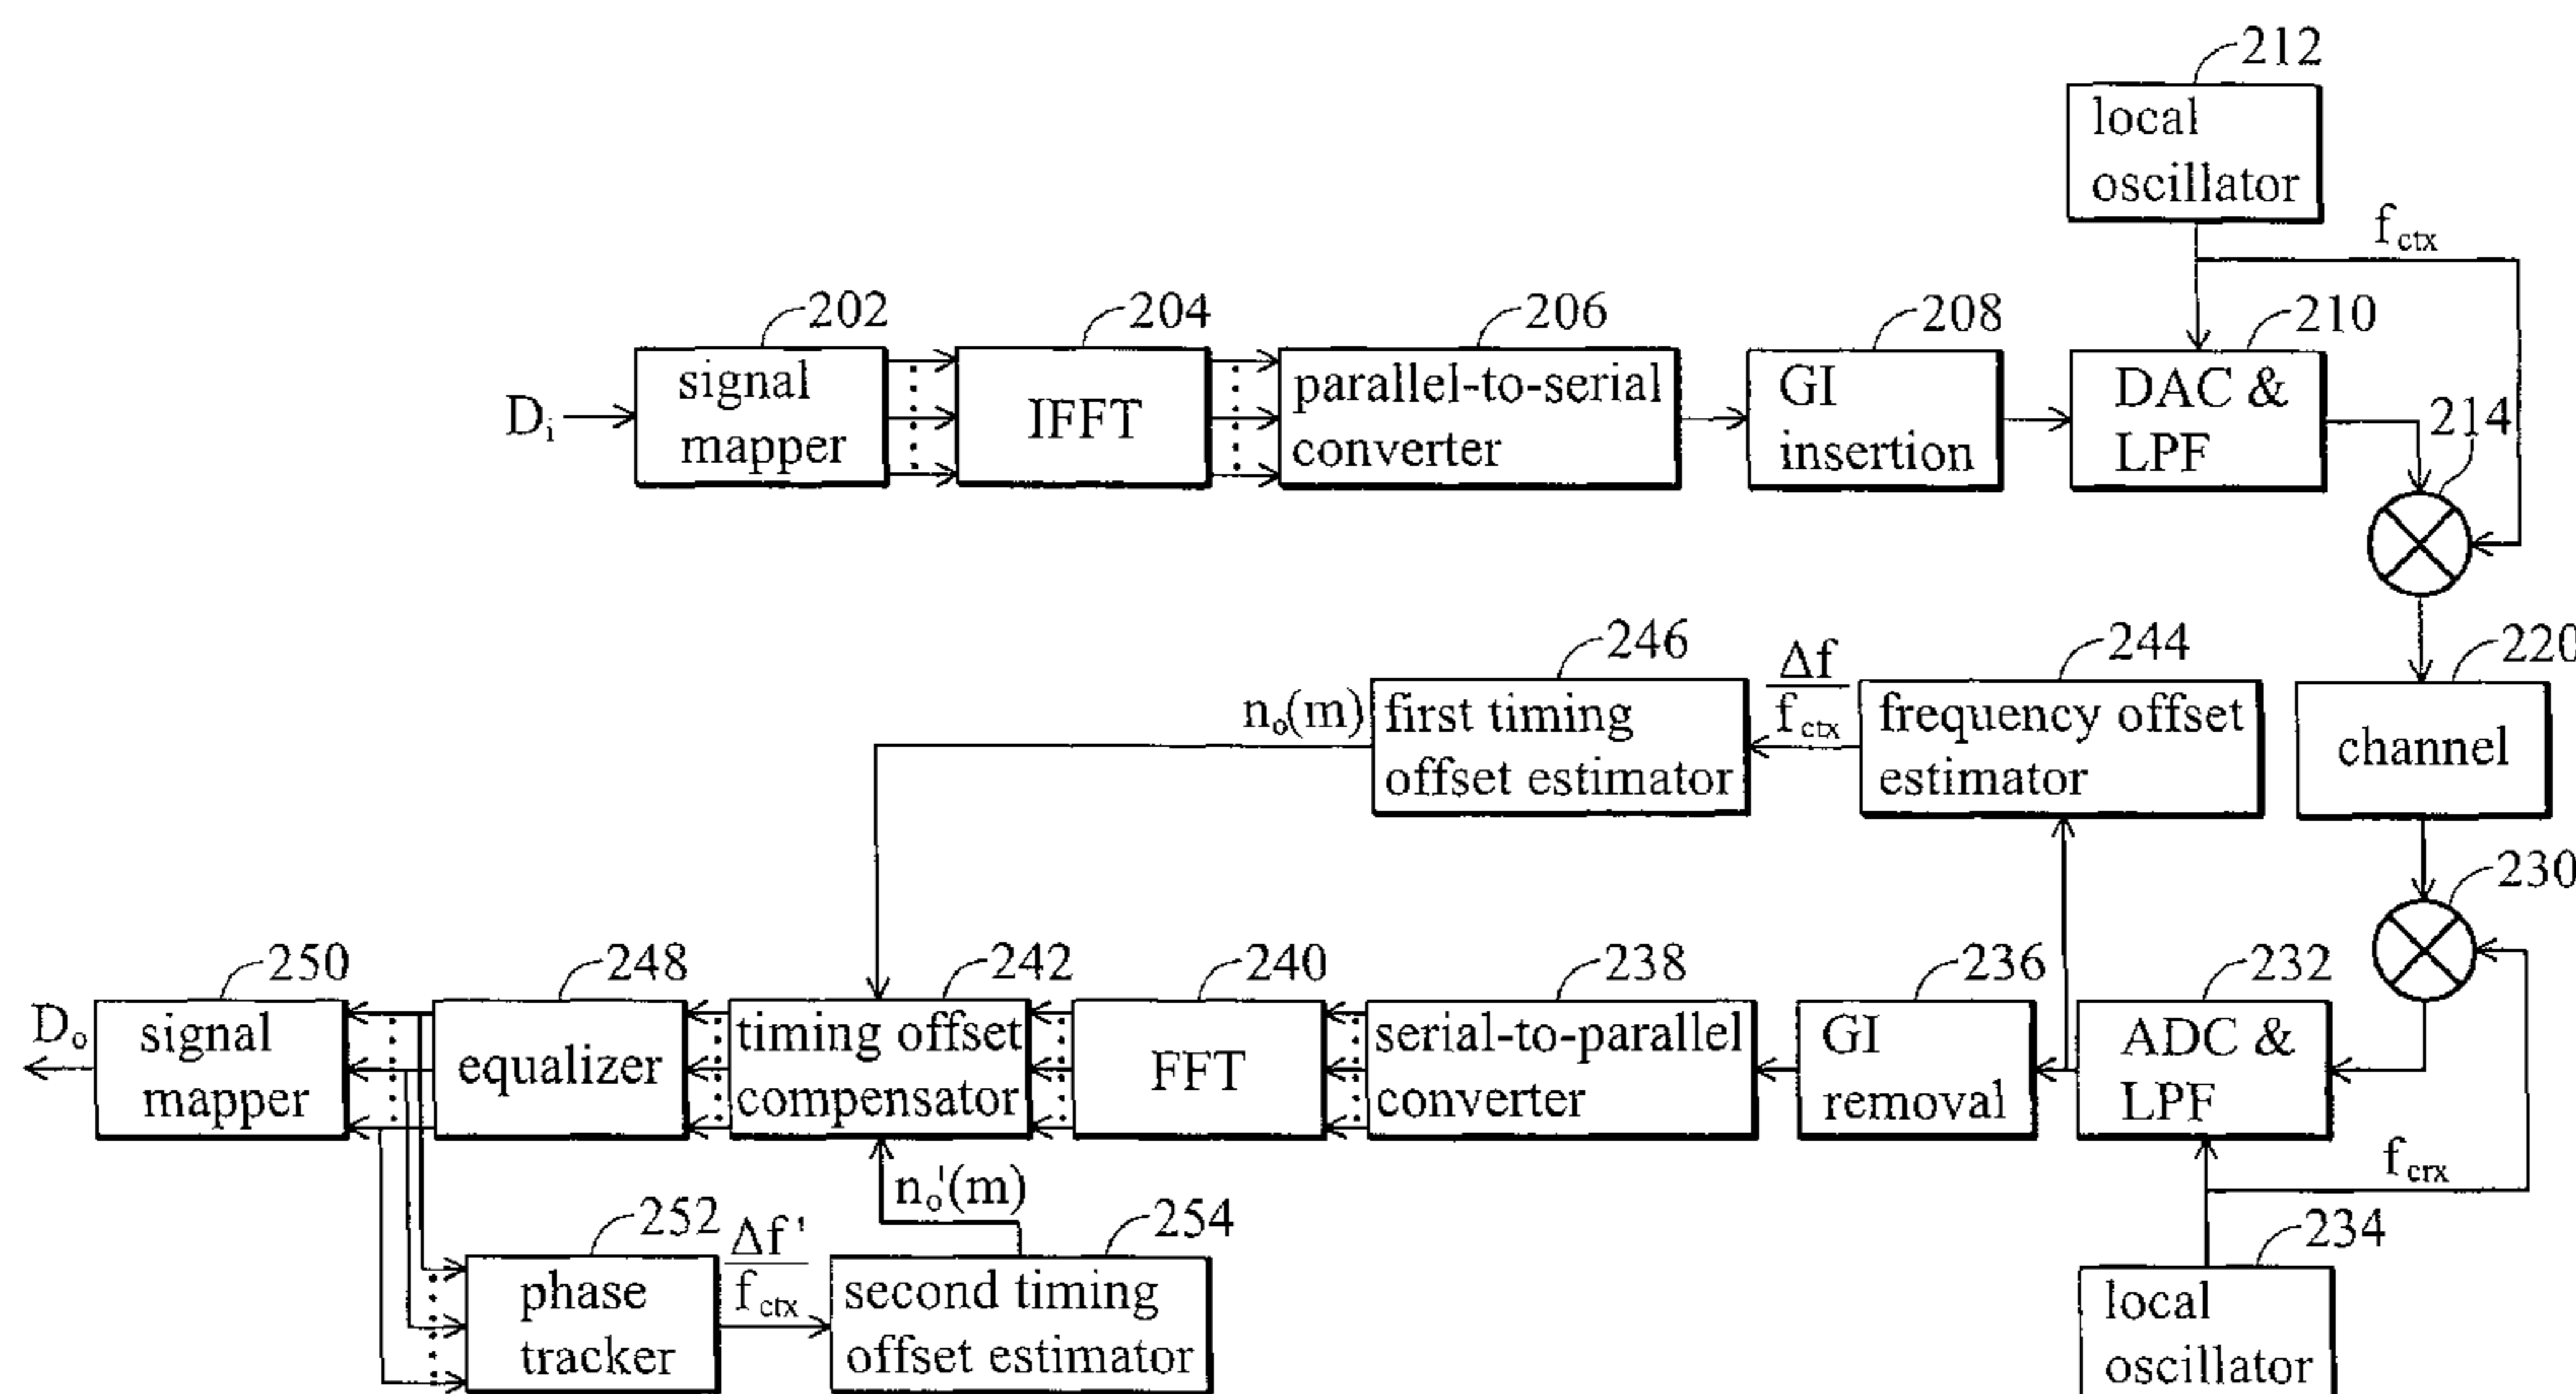 212
local
oscillator
f_ctx
202
204
206
208
210
D_i
signal
mapper
IFFT
parallel-to-serial
converter
GI
insertion
DAC &
LPF
214
246
244
220
n_o(m)
first timing
offset estimator
Δf
f_ctx
frequency offset
estimator
channel
230
250
248
242
240
238
236
232
D_o
signal
mapper
equalizer
timing offset
compensator
FFT
serial-to-parallel
converter
GI
removal
ADC &
LPF
f_crx
252
Δf'
f_ctx
n_o'(m)
254
234
phase
tracker
second timing
offset estimator
local
oscillator